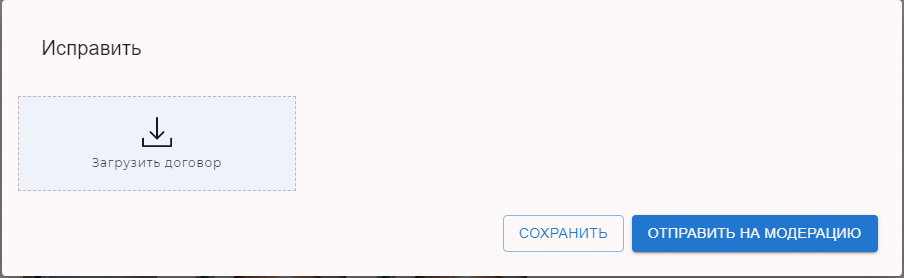 Исправить
Загрузить договор
СОХРАНИТЬ
ОТПРАВИТЬ НА МОДЕРАЦИЮ